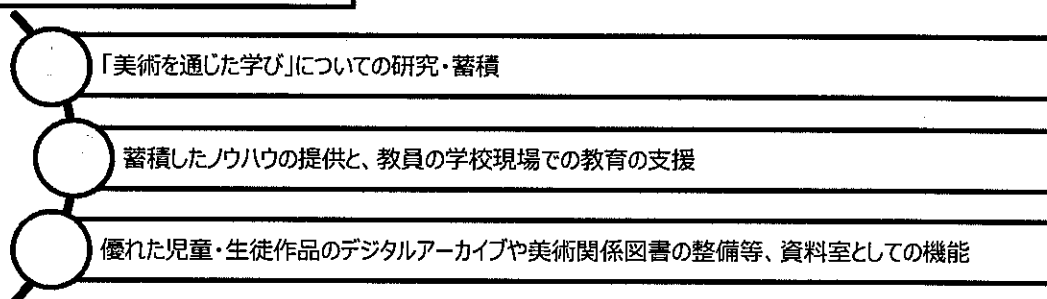 「美術を通じた学び」についての研究・蓄積
蓄積したノウハウの提供と、教員の学校現場での教育の支援
優れた児童・生徒作品のデジタルアーカイブや美術関係図書の整備等、資料室としての機能